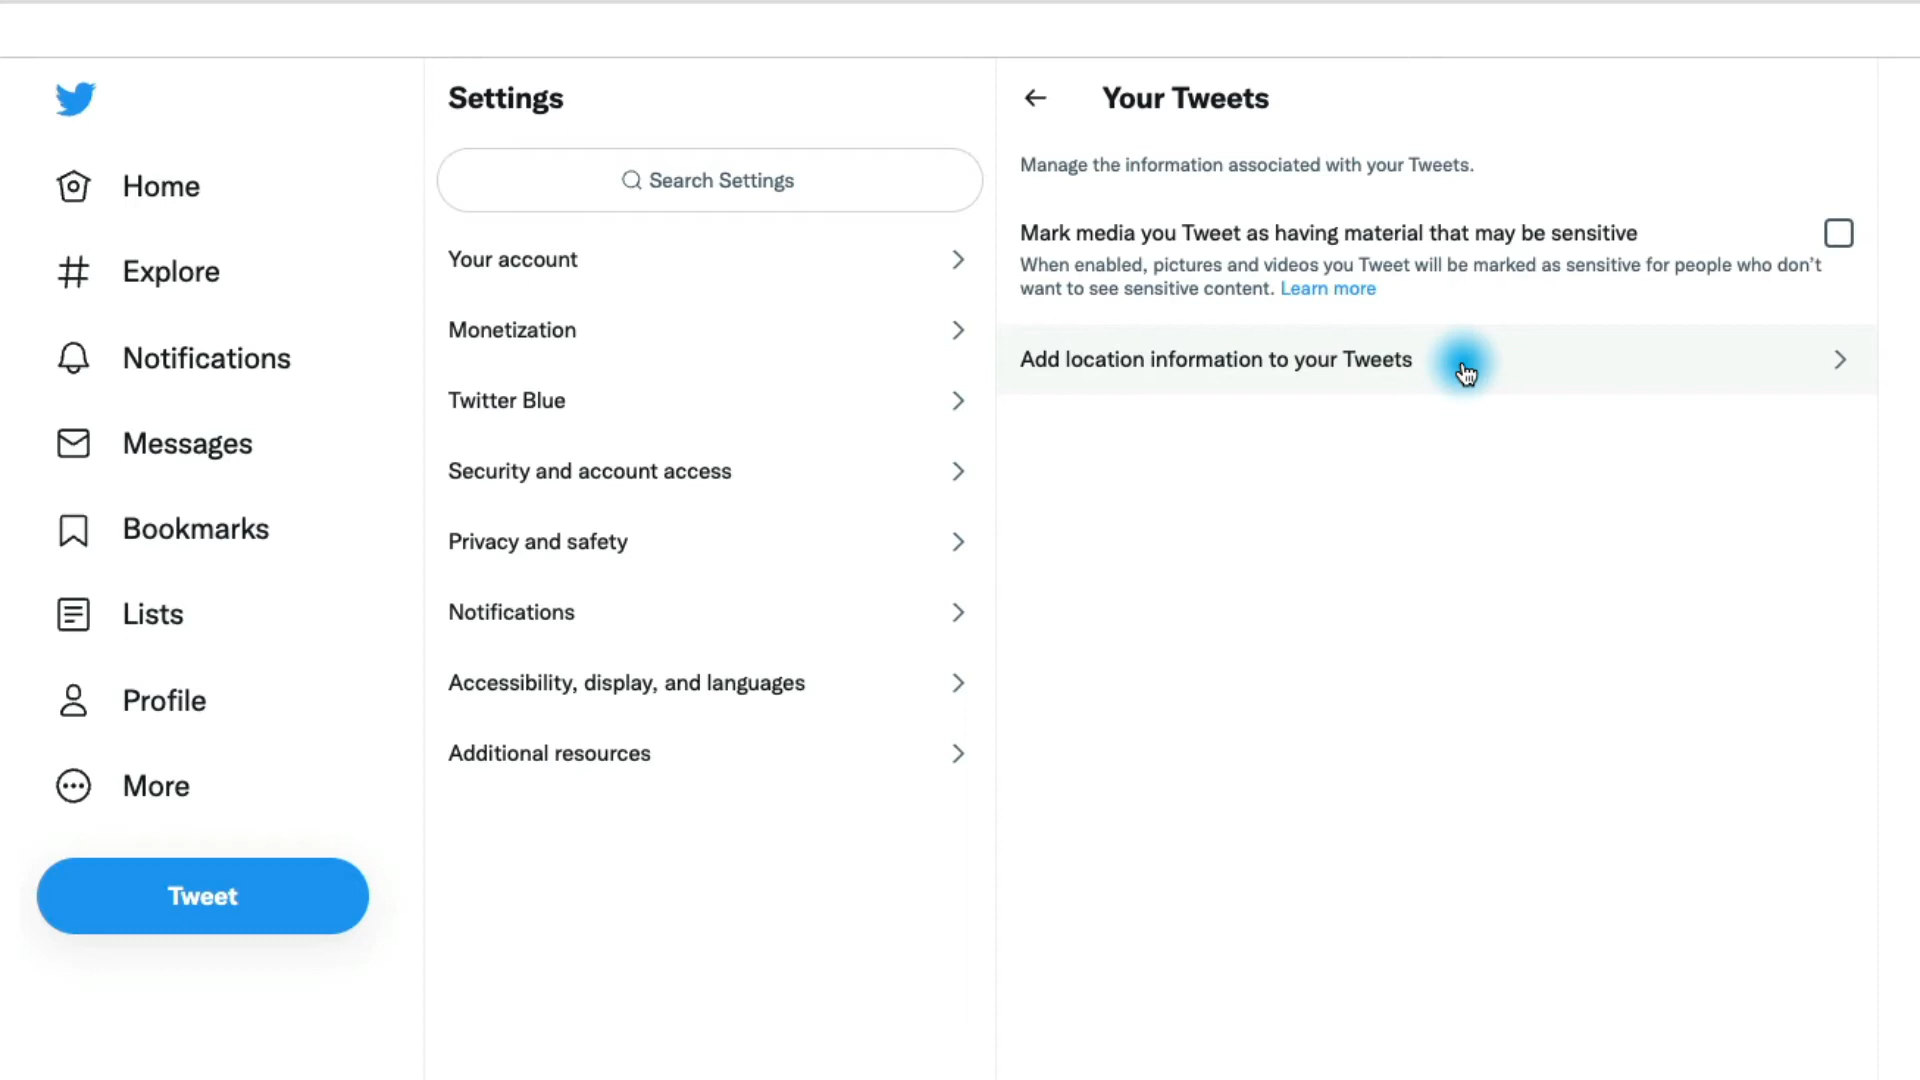 Home
Explore
Notifications
Messages
Bookmarks
Lists
Profile
More
Tweet
Settings
Search Settings
Your account
Monetization
Twitter Blue
Security and account access
Privacy and safety
Notifications
Accessibility, display, and languages
Additional resources
Your Tweets
Manage the information associated with your Tweets.
Mark media you Tweet as having material that may be sensitive
When enabled, pictures and videos you Tweet will be marked as sensitive for people who don’t
want to see sensitive content. Learn more
Add location information to your Tweets